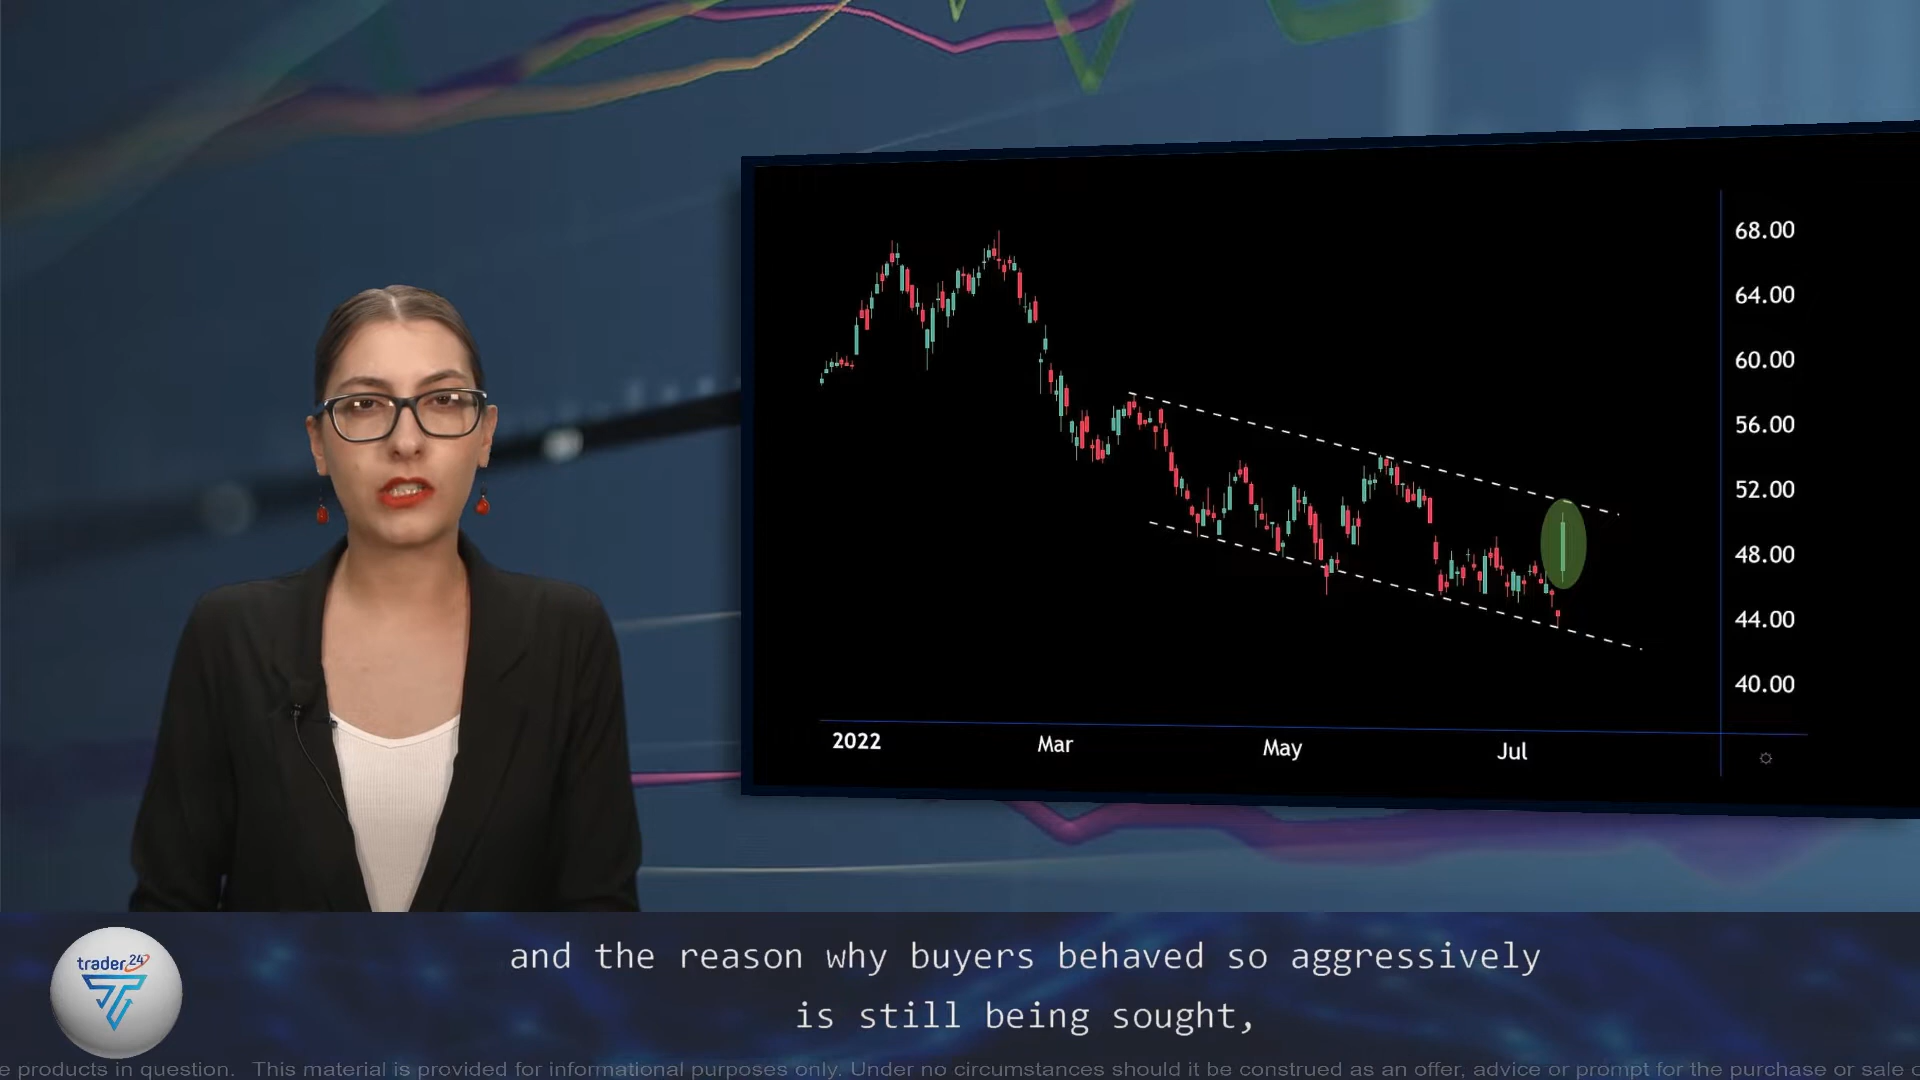 68.00
64.00
60.00
56.00
52.00
48.00
44.00
40.00
2022 Mar May Jul
trader24
and the reason why buyers behaved so aggressively
is still being sought,
e products in question. This material is provided for informational purposes only. Under no circumstances should it be construed as an offer, advice or prompt for the purchase or sale